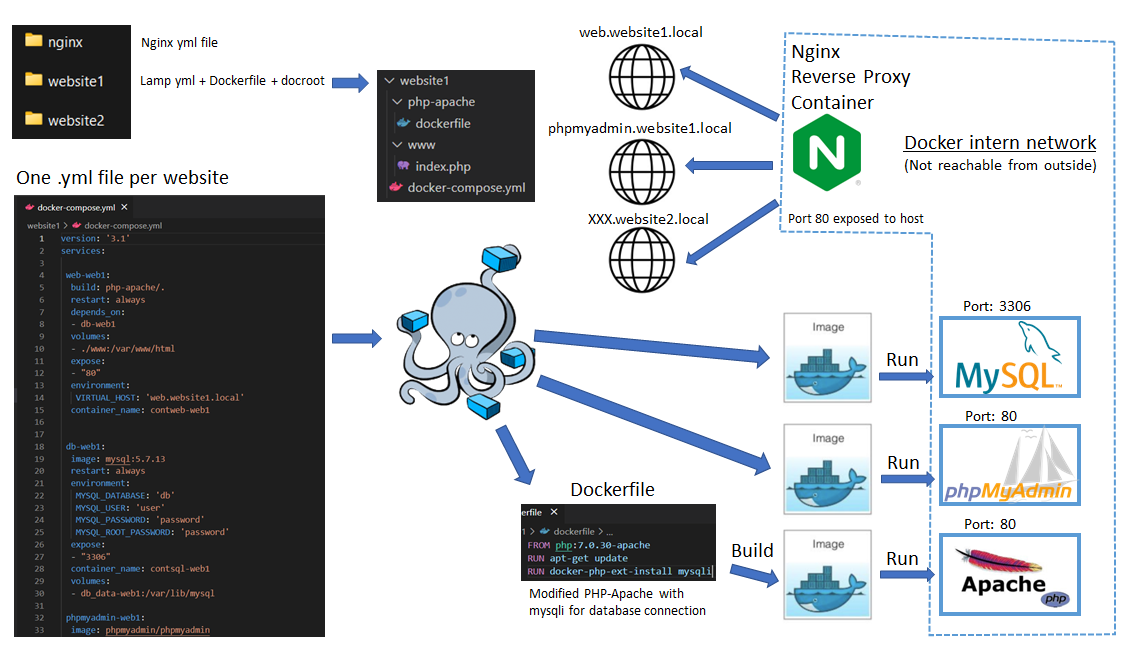 nginx
Nginx yml file
website1
Lamp yml + Dockerfile + docroot
website2
website1
php-apache
dockerfile
www
index.php
docker-compose.yml
web.website1.local
phpmyadmin.website1.local
XXX.website2.local
Nginx
Reverse Proxy
Container
N
®
Port 80 exposed to host
Docker intern network
(Not reachable from outside)
One .yml file per website
docker-compose.yml ×
website1 > docker-compose.yml
1 version: '3.1'
2 services:
3
4 web-web1:
5 build: php-apache/.
6 restart: always
7 depends_on:
8 - db-web1
9 volumes:
10 - ./www:/var/www/html
11 expose:
12 - "80"
13 environment:
14 VIRTUAL_HOST: 'web.website1.local'
15 container_name: contweb-web1
16
17
18 db-web1:
19 image: mysql:5.7.13
20 restart: always
21 environment:
22 MYSQL_DATABASE: 'db'
23 MYSQL_USER: 'user'
24 MYSQL_PASSWORD: 'password'
25 MYSQL_ROOT_PASSWORD: 'password'
26 expose:
27 - "3306"
28 container_name: contsql-web1
29 volumes:
30 - db_data-web1:/var/lib/mysql
31
32 phpmyadmin-web1:
33 image: phpmyadmin/phpmyadmin
Image
Run
Port: 3306
MySQL™
Image
Run
Port: 80
phpMyAdmin
Dockerfile
erfile ×
1 > dockerfile > ...
FROM php:7.0.30-apache
RUN apt-get update
RUN docker-php-ext-install mysqli
Modified PHP-Apache with
mysqli for database connection
Build
Image
Run
Port: 80
Apache
php